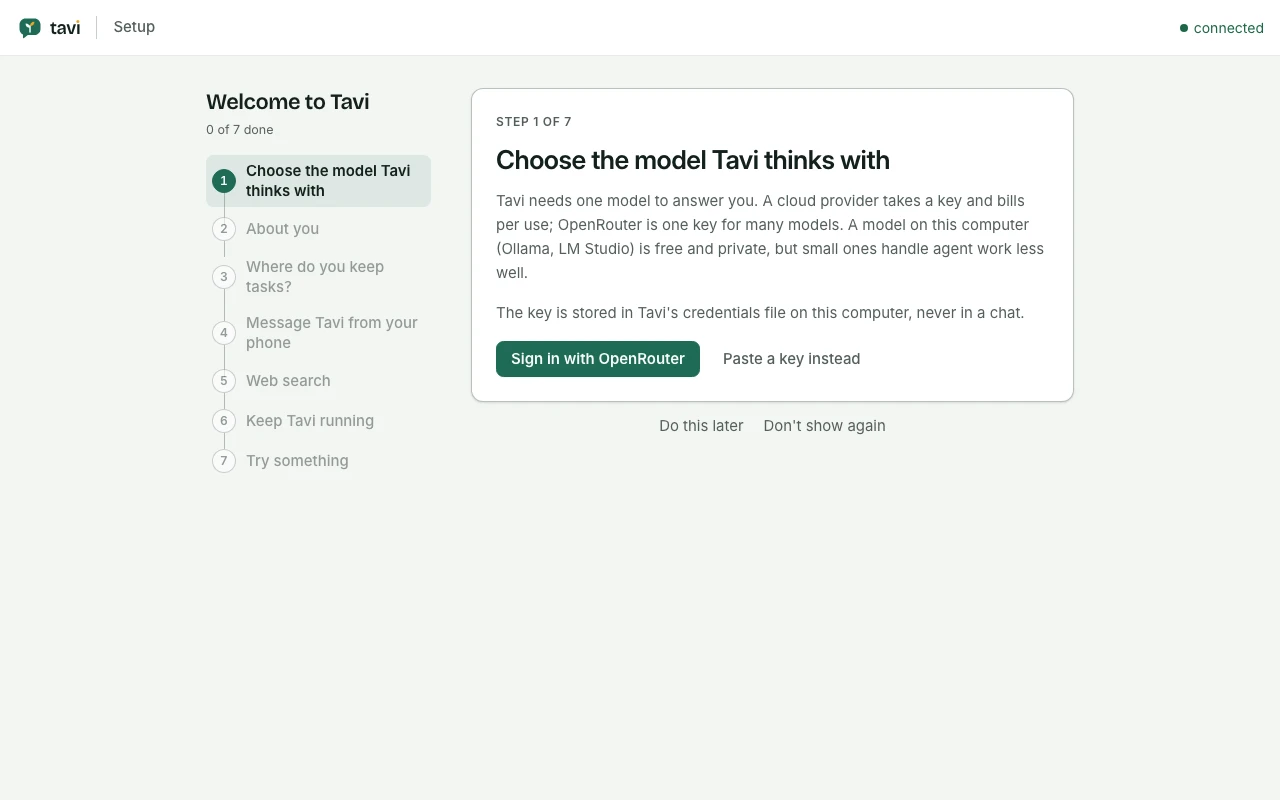 tavi
Setup
connected
Welcome to Tavi
0 of 7 done
1
Choose the model Tavi
thinks with
2
About you
3
Where do you keep
tasks?
4
Message Tavi from your
phone
5
Web search
6
Keep Tavi running
7
Try something
STEP 1 OF 7
Choose the model Tavi thinks with
Tavi needs one model to answer you. A cloud provider takes a key and bills
per use; OpenRouter is one key for many models. A model on this computer
(Ollama, LM Studio) is free and private, but small ones handle agent work less
well.
The key is stored in Tavi's credentials file on this computer, never in a chat.
Sign in with OpenRouter
Paste a key instead
Do this later
Don't show again